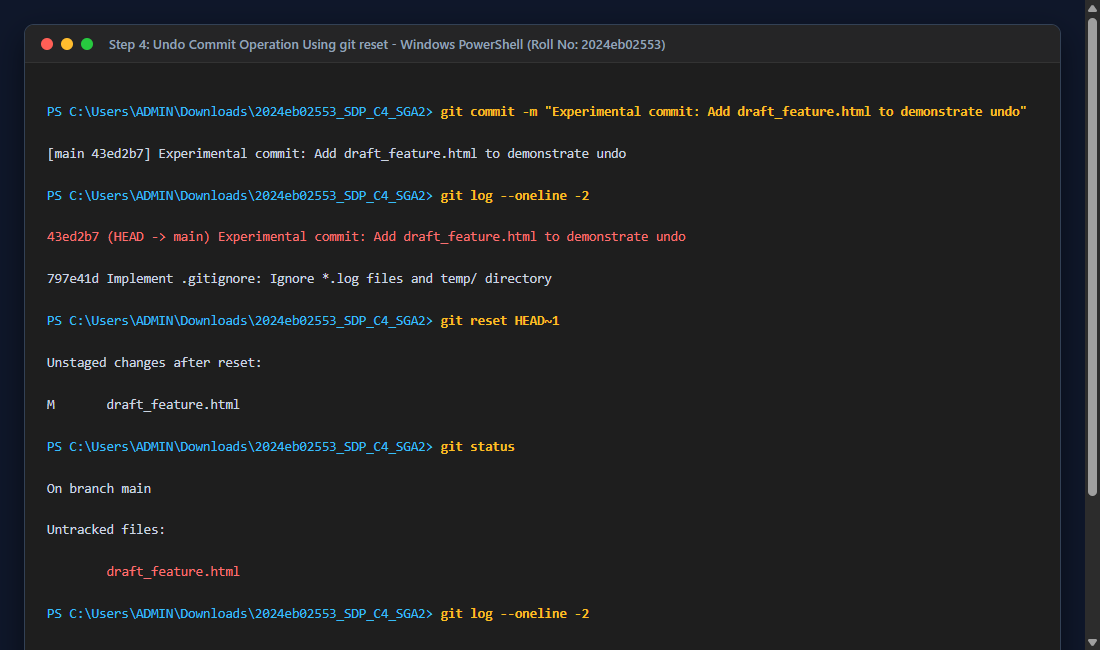 Step 4: Undo Commit Operation Using git reset - Windows PowerShell (Roll No: 2024eb02553)
PS C:\Users\ADMIN\Downloads\2024eb02553_SDP_C4_SGA2> git commit -m "Experimental commit: Add draft_feature.html to demonstrate undo"
[main 43ed2b7] Experimental commit: Add draft_feature.html to demonstrate undo
PS C:\Users\ADMIN\Downloads\2024eb02553_SDP_C4_SGA2> git log --oneline -2
43ed2b7 (HEAD -> main) Experimental commit: Add draft_feature.html to demonstrate undo
797e41d Implement .gitignore: Ignore *.log files and temp/ directory
PS C:\Users\ADMIN\Downloads\2024eb02553_SDP_C4_SGA2> git reset HEAD~1
Unstaged changes after reset:
M       draft_feature.html
PS C:\Users\ADMIN\Downloads\2024eb02553_SDP_C4_SGA2> git status
On branch main
Untracked files:
        draft_feature.html
PS C:\Users\ADMIN\Downloads\2024eb02553_SDP_C4_SGA2> git log --oneline -2